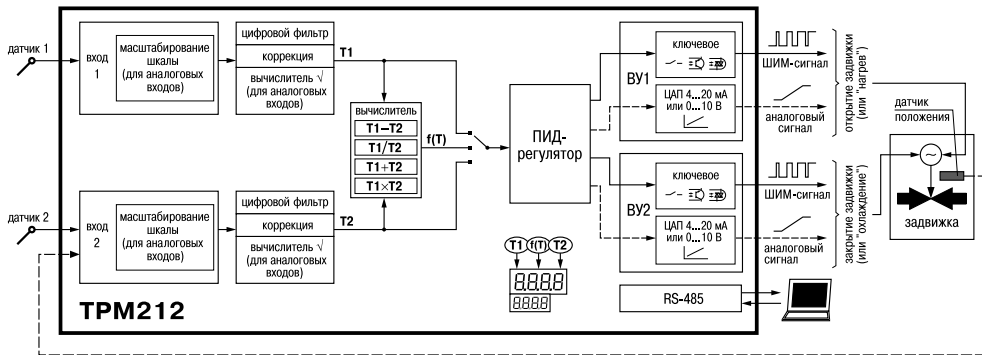 датчик 1
вход
1
масштабирование
шкалы
(для аналоговых
входов)
цифровой фильтр
коррекция
вычислитель √
(для аналоговых
входов)
T1
вычислитель
T1–T2
T1/T2
T1+T2
T1×T2
f(T)
датчик 2
вход
2
масштабирование
шкалы
(для аналоговых
входов)
цифровой фильтр
коррекция
вычислитель √
(для аналоговых
входов)
T2
ПИД-
регулятор
ВУ1
ключевое
ЦАП 4...20 мА
или 0...10 В
ШИМ-сигнал
аналоговый
сигнал
открытие задвижки
(или "нагрев")
ВУ2
ключевое
ЦАП 4...20 мА
или 0...10 В
ШИМ-сигнал
аналоговый
сигнал
закрытие задвижки
(или "охлаждение")
датчик
положения
~
задвижка
T1 f(T) T2
8.8.8.8
8.8.8.8
RS-485
ТРМ212